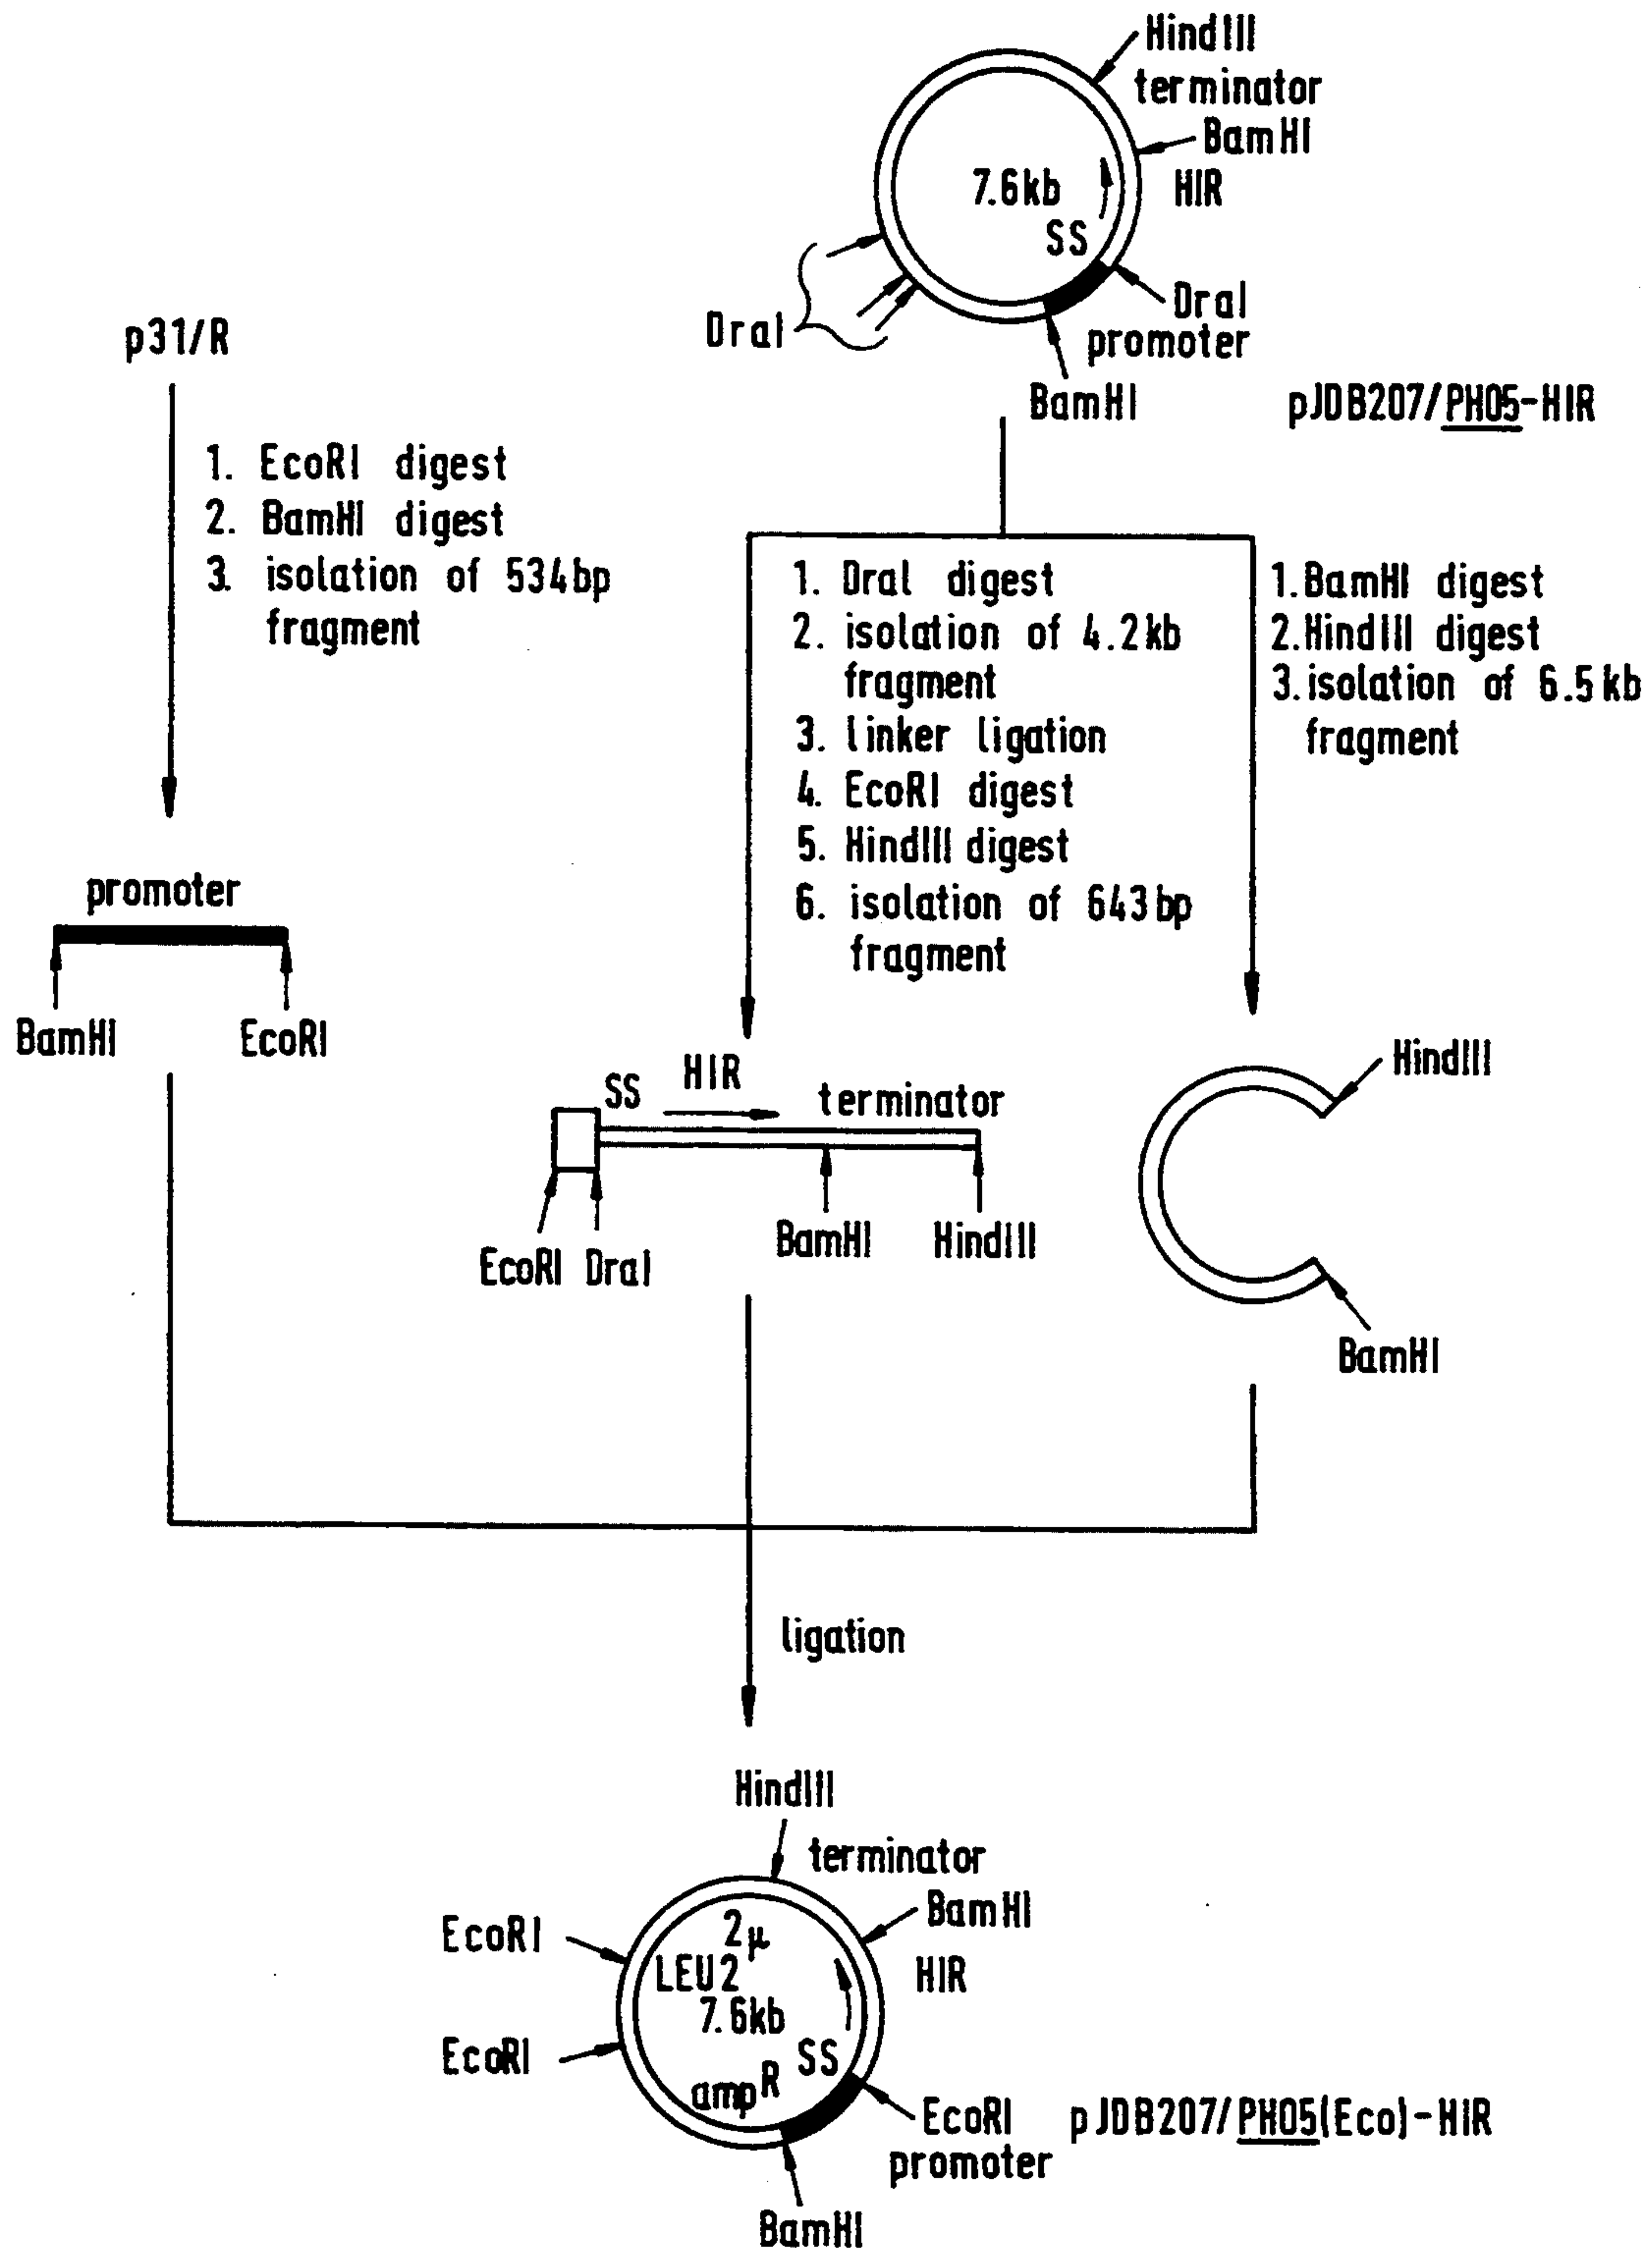 HindIII
terminator
BamHI
7.6kb
HIR
SS
DraI
DraI
promoter
BamHI
pJDB207/PHO5-HIR
p31/R
1. EcoRI digest
2. BamHI digest
3. isolation of 534bp
fragment
1. DraI digest
2. isolation of 4.2kb
fragment
3. linker ligation
4. EcoRI digest
5. HindIII digest
6. isolation of 643bp
fragment
1.BamHI digest
2.HindIII digest
3.isolation of 6.5kb
fragment
promoter
BamHI
EcoRI
SS
HIR
terminator
EcoRI
DraI
BamHI
HindIII
HindIII
BamHI
ligation
HindIII
terminator
BamHI
EcoRI
2µ
LEU2
HIR
7.6kb
EcoRI
SS
ampR
EcoRI
promoter
pJDB207/PHO5(Eco)-HIR
BamHI